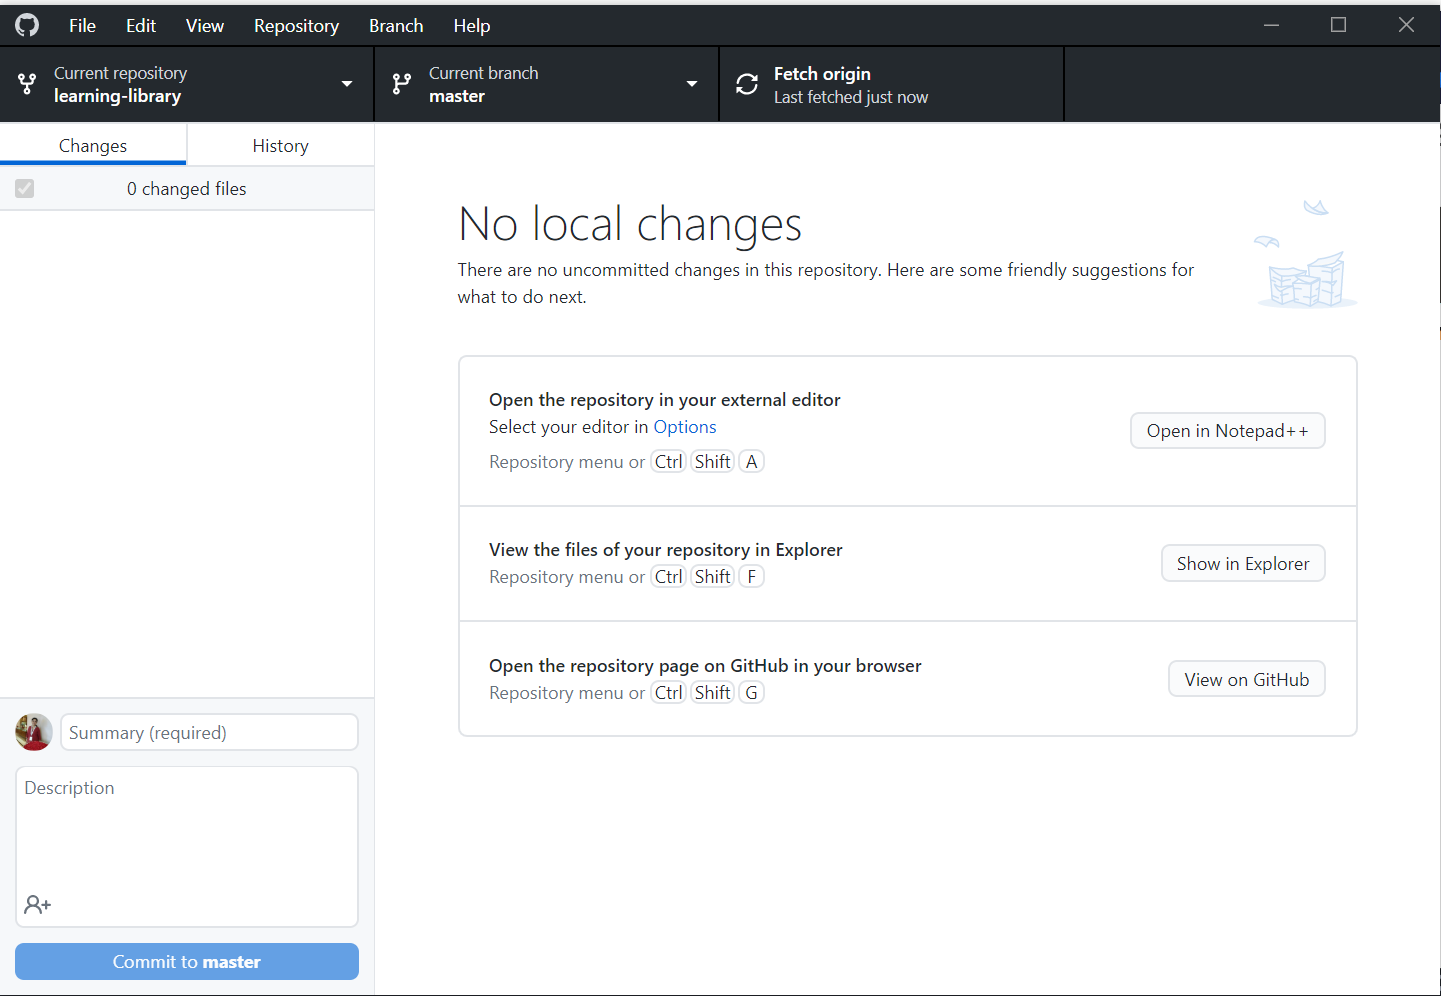 File Edit View Repository Branch Help
Current repository
learning-library
Current branch
master
Fetch origin
Last fetched just now
Changes History
0 changed files
No local changes
There are no uncommitted changes in this repository. Here are some friendly suggestions for
what to do next.
Open the repository in your external editor
Select your editor in Options
Repository menu or Ctrl Shift A
Open in Notepad++
View the files of your repository in Explorer
Repository menu or Ctrl Shift F
Show in Explorer
Open the repository page on GitHub in your browser
Repository menu or Ctrl Shift G
View on GitHub
Summary (required)
Description
Commit to master